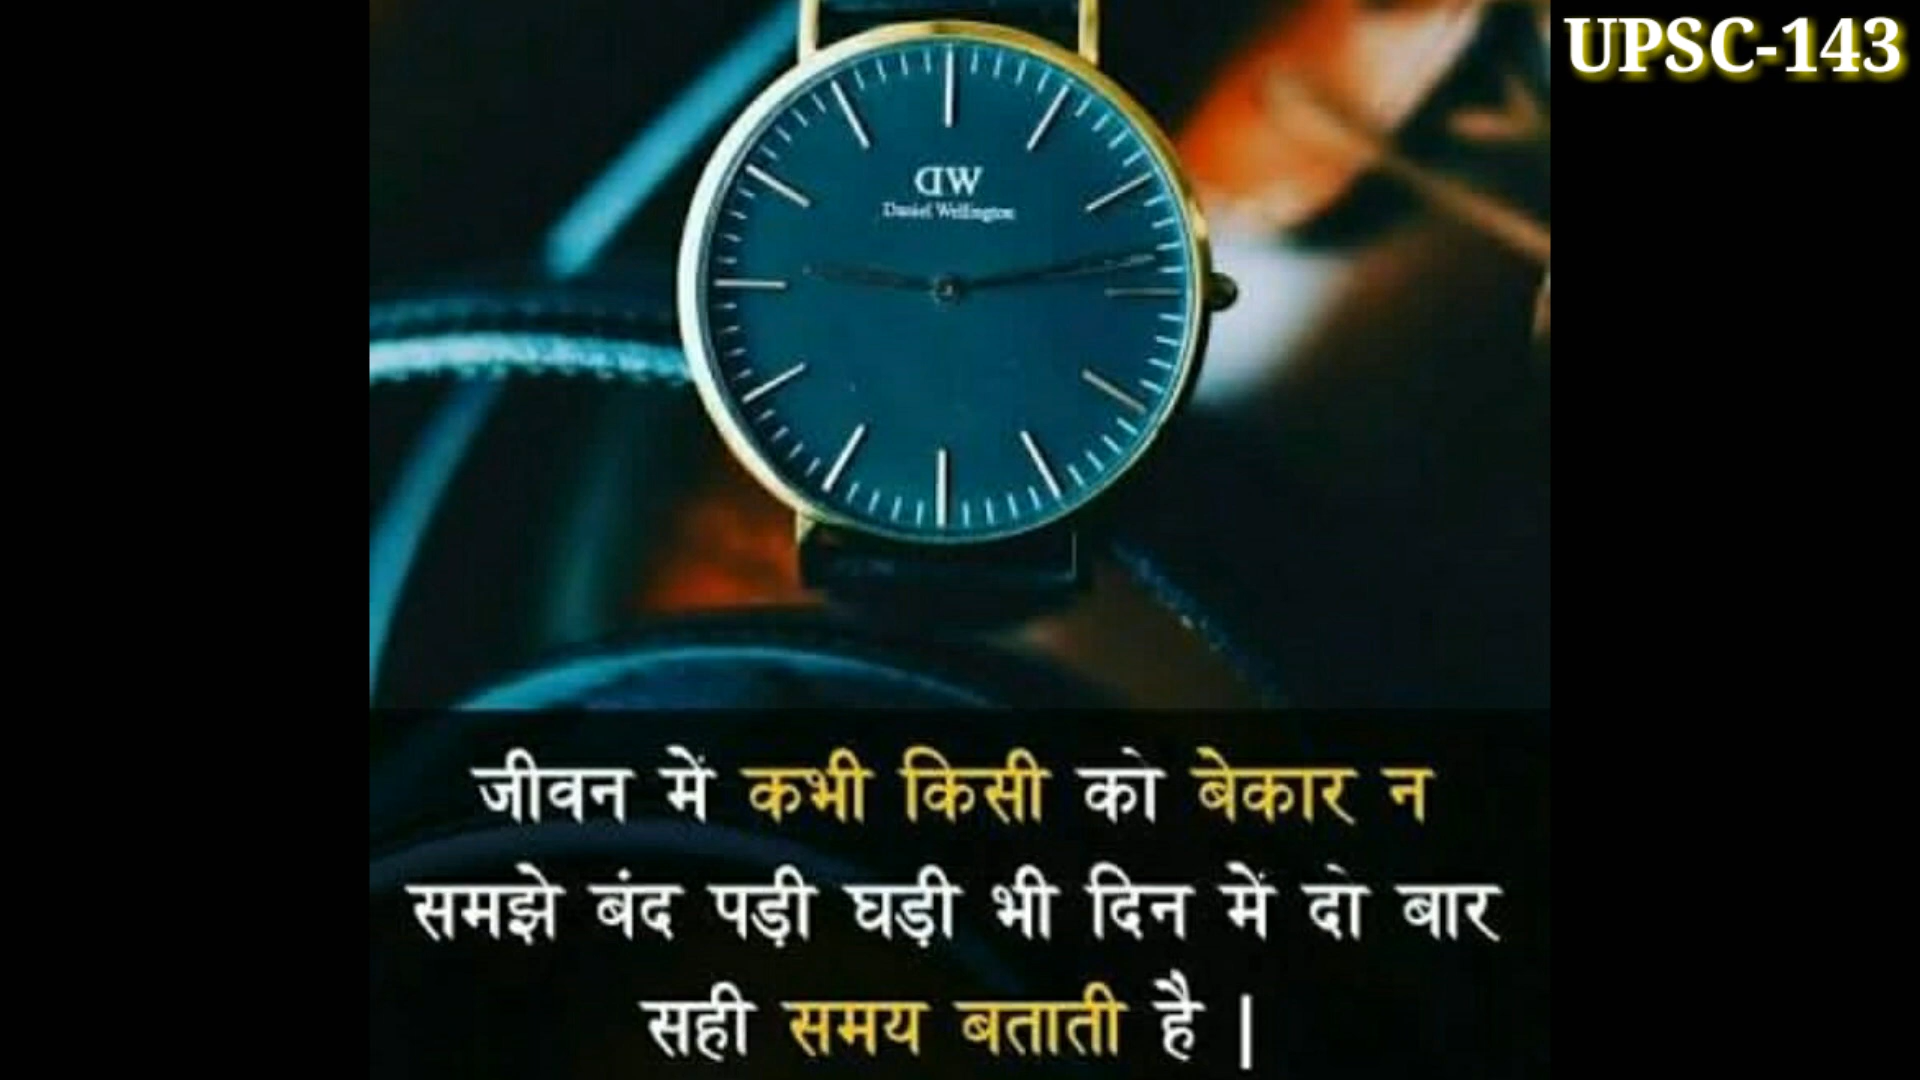 UPSC-143
DW
Daniel Wellington
जीवन में कभी किसी को बेकार न
समझे बंद पड़ी घड़ी भी दिन में दो बार
सही समय बताती है |